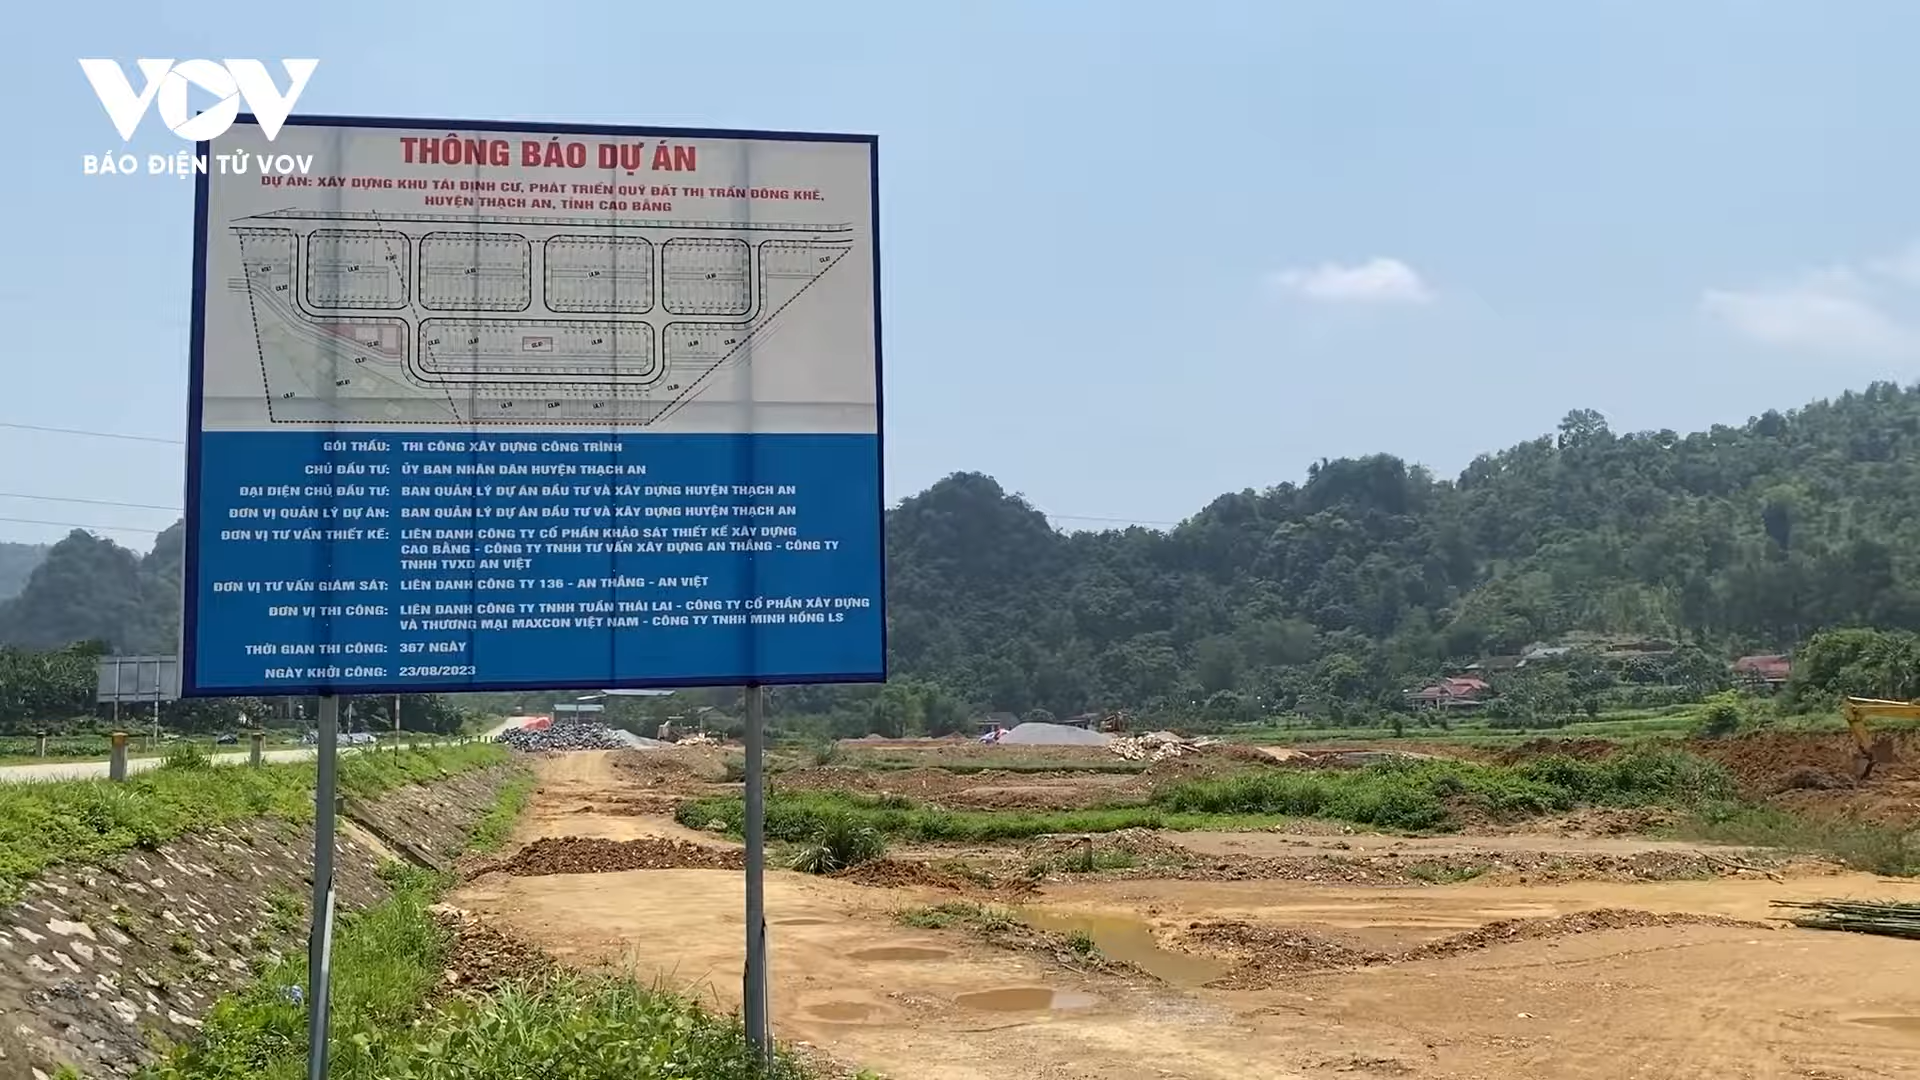 VOV
BÁO ĐIỆN TỬ VOV
THÔNG BÁO DỰ ÁN
DỰ ÁN: XÂY DỰNG KHU TÁI ĐỊNH CƯ, PHÁT TRIỂN QUỸ ĐẤT THỊ TRẤN ĐÔNG KHÊ,
HUYỆN THẠCH AN, TỈNH CAO BẰNG
GÓI THẦU: THI CÔNG XÂY DỰNG CÔNG TRÌNH
CHỦ ĐẦU TƯ: ỦY BAN NHÂN DÂN HUYỆN THẠCH AN
ĐẠI DIỆN CHỦ ĐẦU TƯ: BAN QUẢN LÝ DỰ ÁN ĐẦU TƯ VÀ XÂY DỰNG HUYỆN THẠCH AN
ĐƠN VỊ QUẢN LÝ DỰ ÁN: BAN QUẢN LÝ DỰ ÁN ĐẦU TƯ VÀ XÂY DỰNG HUYỆN THẠCH AN
ĐƠN VỊ TƯ VẤN THIẾT KẾ: LIÊN DANH CÔNG TY CỔ PHẦN KHẢO SÁT THIẾT KẾ XÂY DỰNG
CAO BẰNG - CÔNG TY TNHH TƯ VẤN XÂY DỰNG AN THẮNG - CÔNG TY
TNHH TVXD AN VIỆT
ĐƠN VỊ TƯ VẤN GIÁM SÁT: LIÊN DANH CÔNG TY 136 - AN THẮNG - AN VIỆT
ĐƠN VỊ THI CÔNG: LIÊN DANH CÔNG TY TNHH TUẤN THÁI LAI - CÔNG TY CỔ PHẦN XÂY DỰNG
VÀ THƯƠNG MẠI MAXCON VIỆT NAM - CÔNG TY TNHH MINH HỒNG LS
THỜI GIAN THI CÔNG: 367 NGÀY
NGÀY KHỞI CÔNG: 23/08/2023